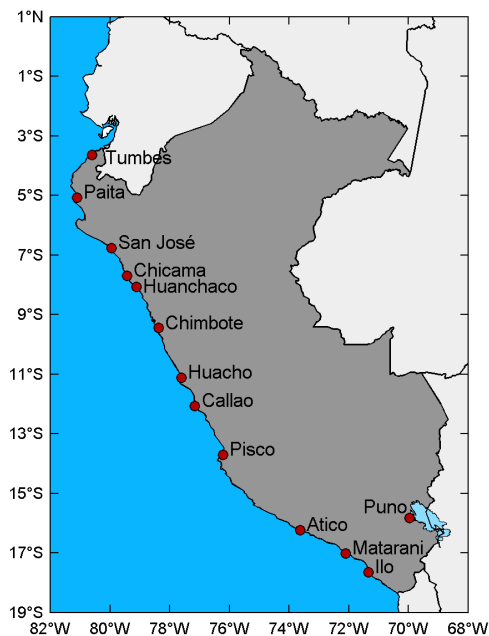 1°N
1°S
3°S
5°S
7°S
9°S
11°S
13°S
15°S
17°S
19°S
Tumbes
Paita
San José
Chicama
Huanchaco
Chimbote
Huacho
Callao
Pisco
Puno
Atico
Matarani
Ilo
82°W 80°W 78°W 76°W 74°W 72°W 70°W 68°W